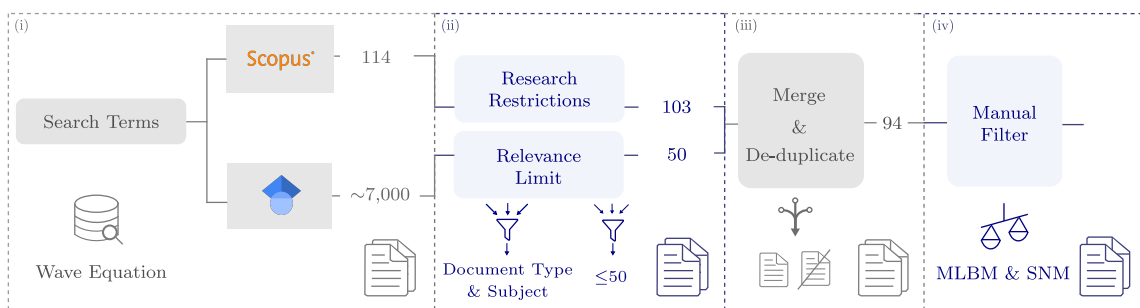 (i)
Search Terms
Scopus
114
~7,000
Wave Equation
(ii)
Research
Restrictions
103
Relevance
Limit
50
Document Type
& Subject
≤50
(iii)
Merge
&
De-duplicate
94
(iv)
Manual
Filter
MLBM & SNM